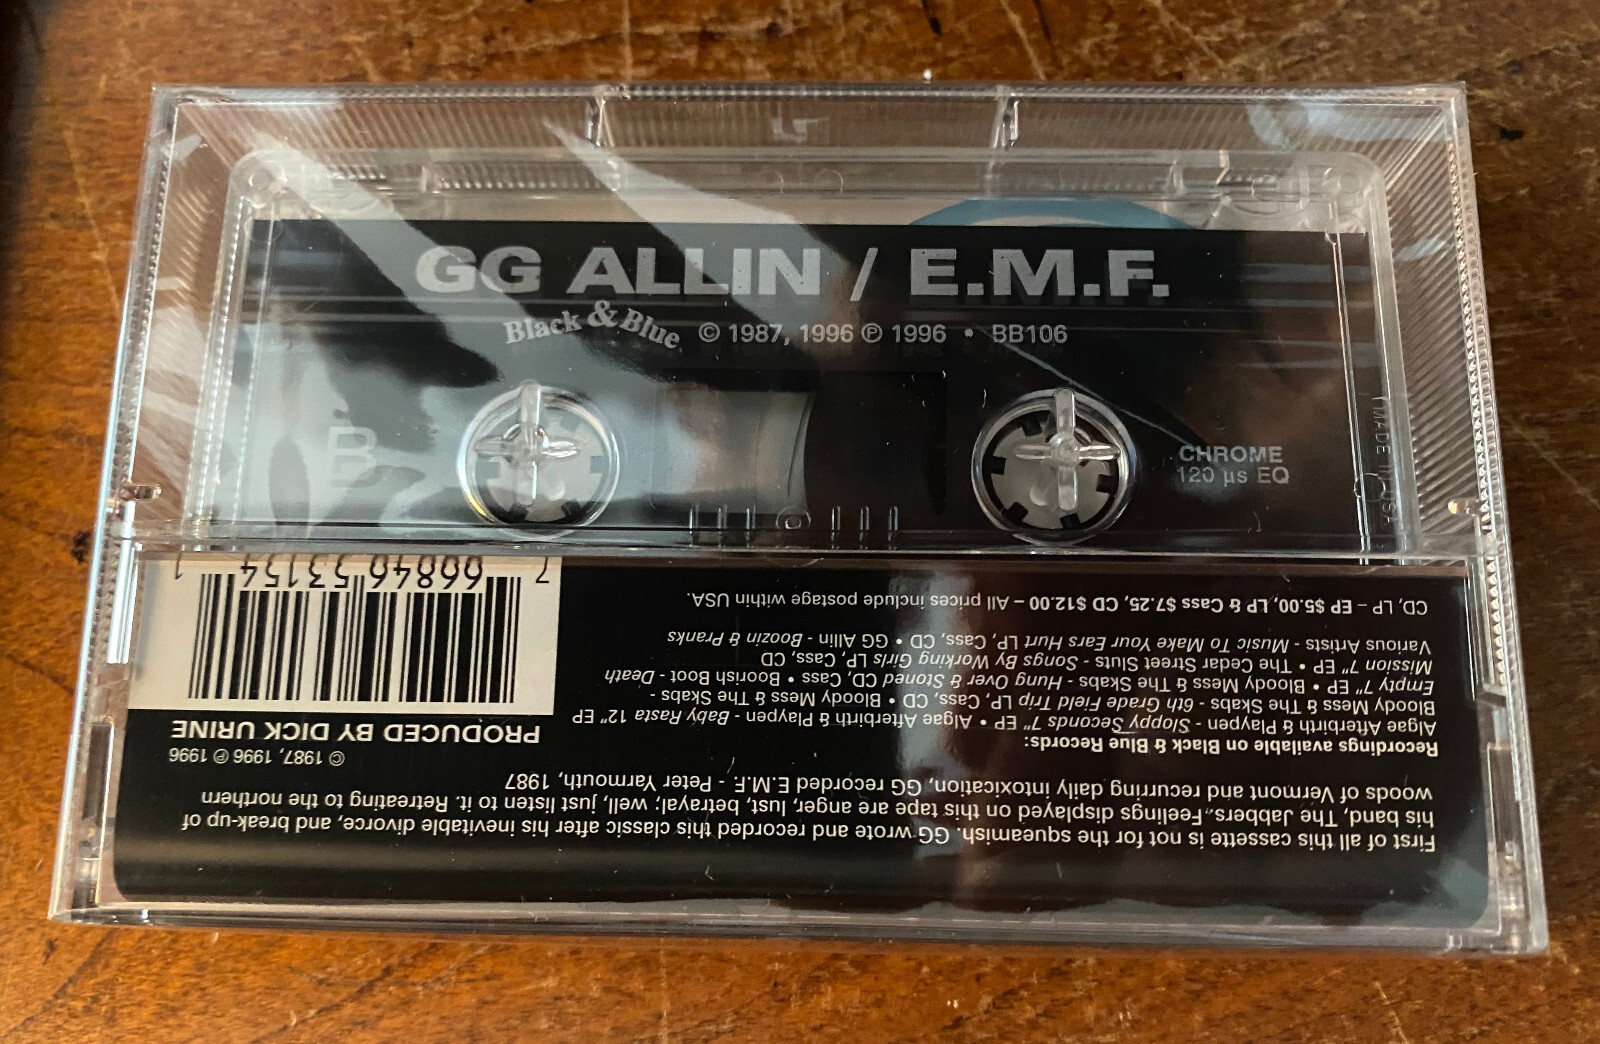 GG ALLIN / E.M.F.
Black & Blue © 1987, 1996 ℗ 1996 • BB106
B
CHROME
120 µs EQ
MADE IN USA
First of all this cassette is not for the squeamish. GG wrote and recorded this classic after his inevitable divorce, and break-up of
his band, The Jabbers. Feelings displayed on this tape are anger, lust, betrayal; well, just listen to it. Retreating to the northern
woods of Vermont and recurring daily intoxication, GG recorded E.M.F. - Peter Yarmouth, 1987
Recordings available on Black & Blue Records:
Algae Afterbirth & Playpen - Sloppy Seconds 7" EP • Algae Afterbirth & Playpen - Baby Rasta 12" EP
Bloody Mess & The Skabs - 6th Grade Field Trip LP, Cass, CD • Bloody Mess & The Skabs -
Empty 7" EP • Bloody Mess & The Skabs - Hung Over & Stoned CD, Cass • Boorish Boot - Death
Mission 7" EP • The Cedar Street Sluts - Songs By Working Girls LP, Cass, CD
Various Artists - Music To Make Your Ears Hurt LP, Cass, CD • GG Allin - Boozin & Pranks
CD, LP – EP $5.00, LP & Cass $7.25, CD $12.00 – All prices include postage within USA.
© 1987, 1996 ℗ 1996
PRODUCED BY DICK URINE
7 66846 53154 1